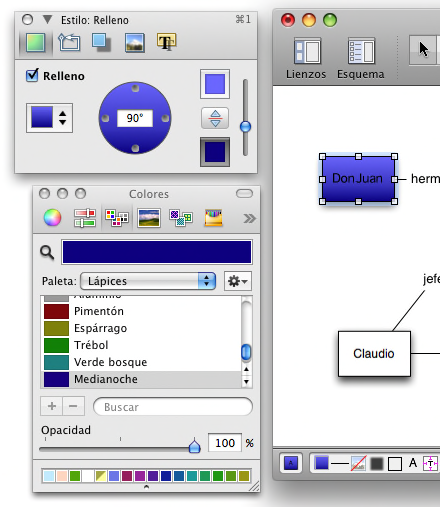 Estilo: Relleno
⌘1
Relleno
90°
Colores
Paleta:
Lápices
Aluminio
Pimentón
Espárrago
Trébol
Verde bosque
Medianoche
Buscar
Opacidad
100
%
Lienzos
Esquema
Don Juan
herm
jefe
Claudio
A
T